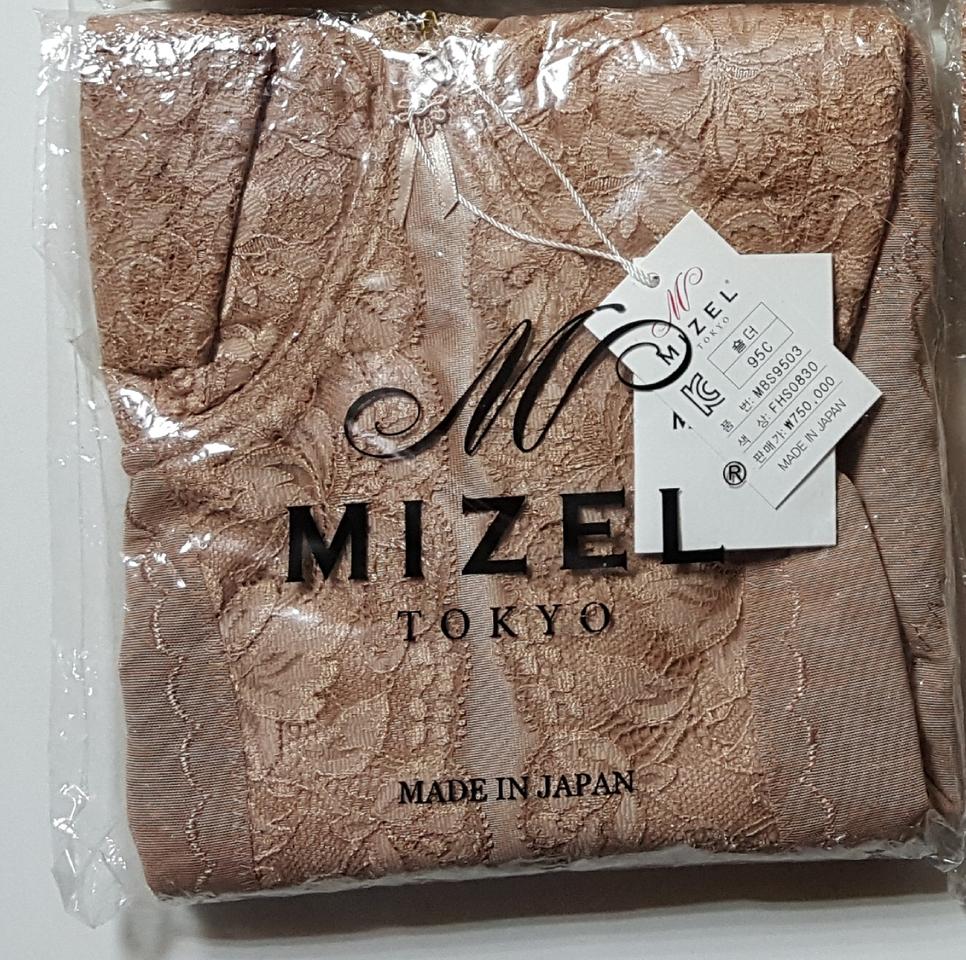 M
MIZEL®
TOKYO
숄더
95C
품 번: MBS9503
색 상: FHS0830
판매가: ₩750,000
MADE IN JAPAN
M
MIZEL®
TOKYO
MADE IN JAPAN